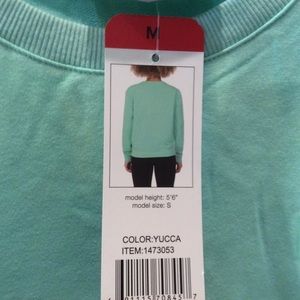 M
model height: 5'6"
model size: S
COLOR:YUCCA
ITEM:1473053